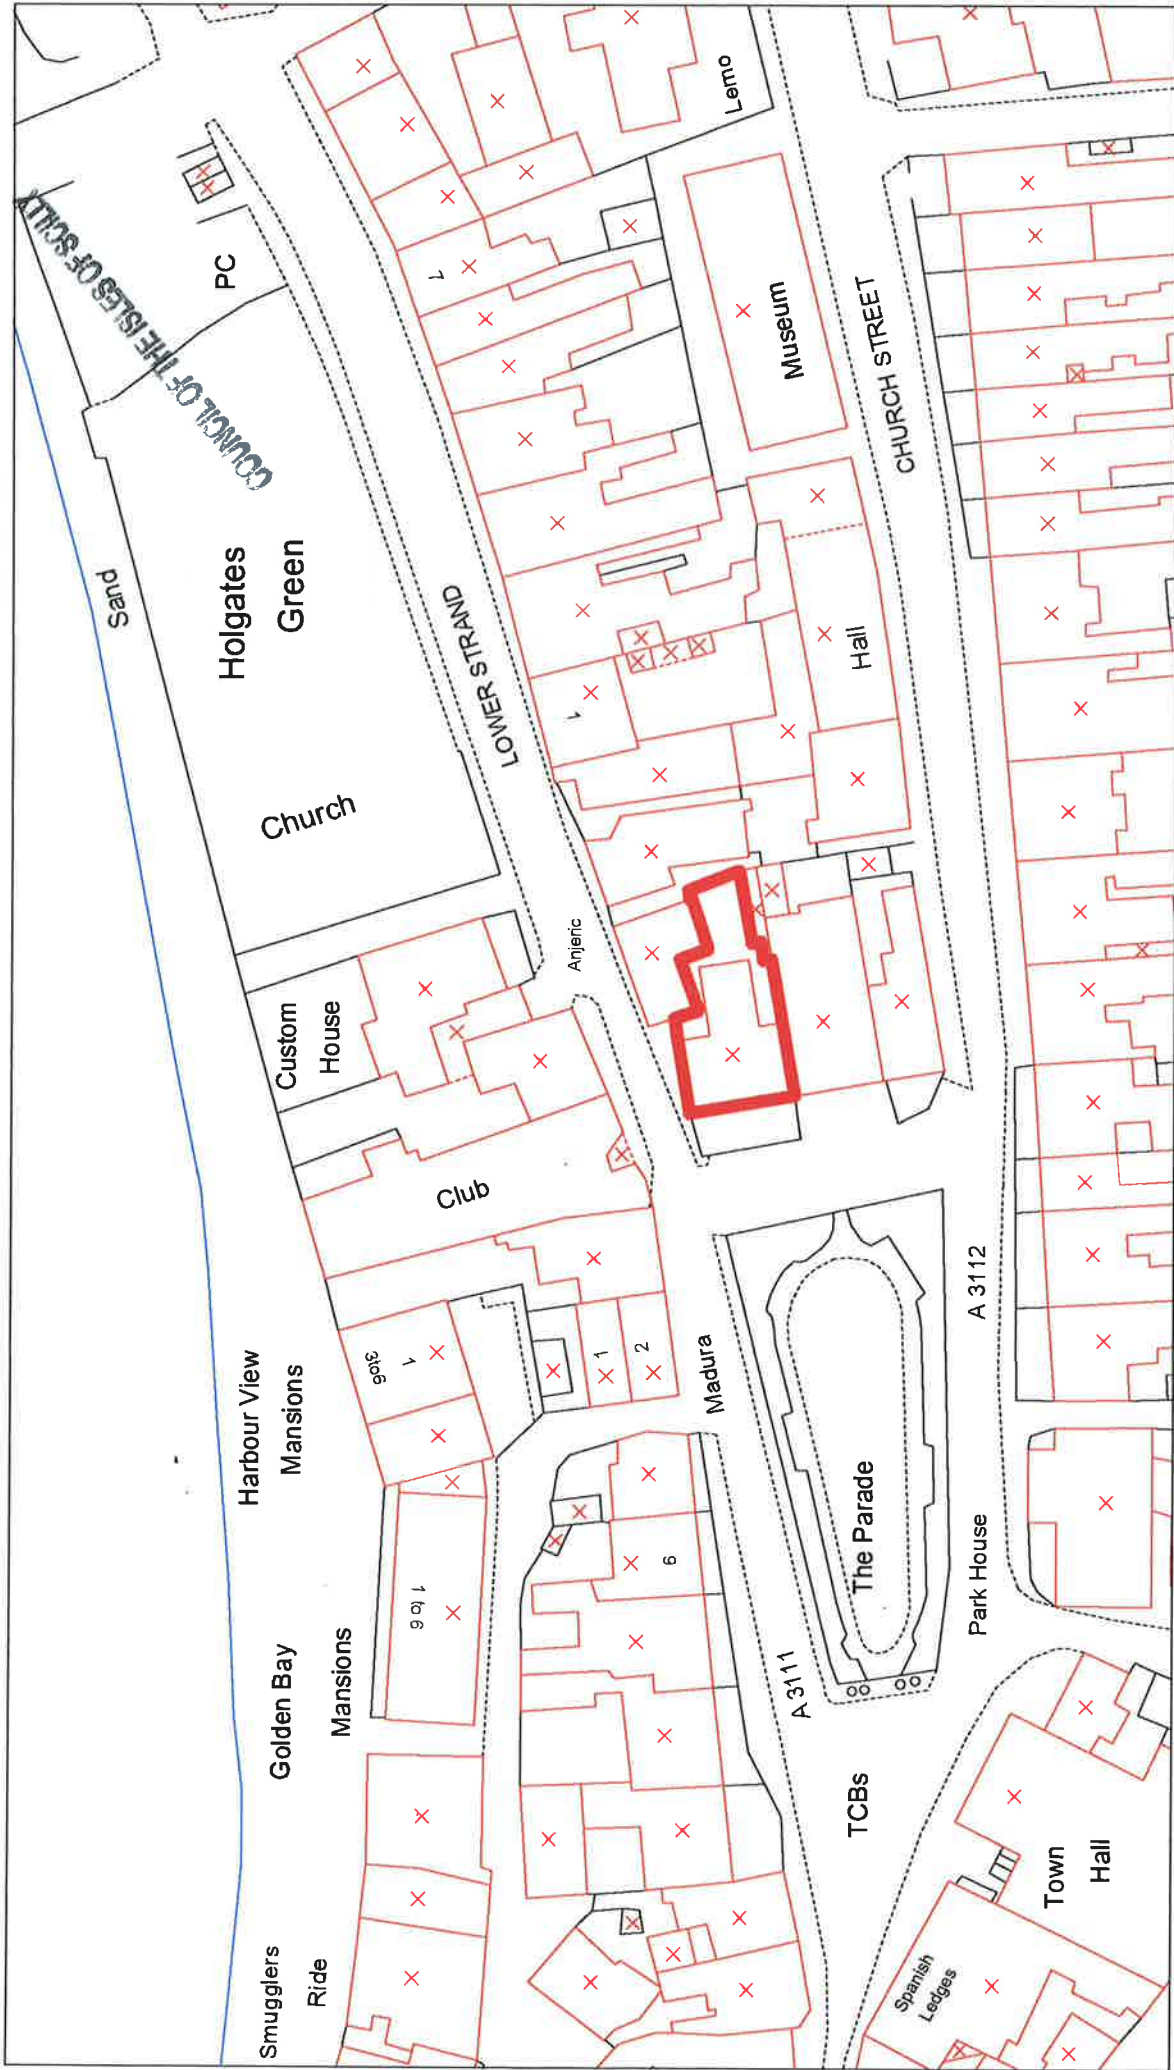 Smugglers
Ride
Golden Bay
Mansions
1 to 6
Harbour View
Mansions
3to6
1
Club
Custom
House
Church
Sand
Holgates
Green
PC
COUNCIL OF THE ISLES OF SCILLY
LOWER STRAND
Anjeric
1
7
Lemo
Museum
CHURCH STREET
Hall
1
2
6
Madura
A 3111
The Parade
A 3112
Park House
TCBs
Town
Hall
Spanish
Ledges